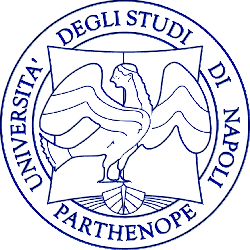 UNIVERSITA' DEGLI STUDI DI NAPOLI
PARTHENOPE